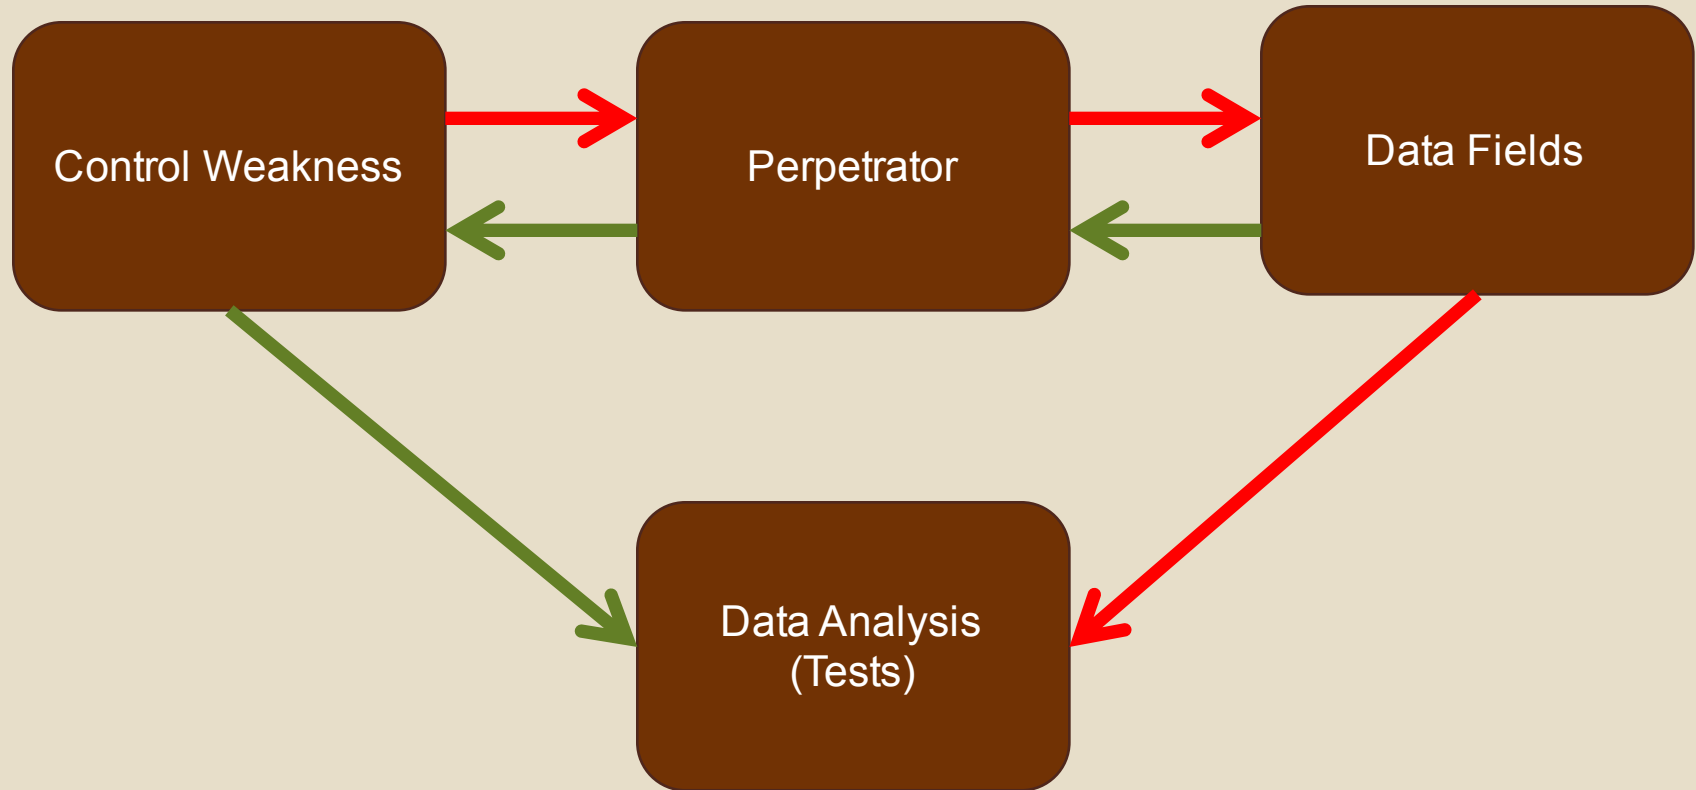 Control Weakness
Perpetrator
Data Fields
Data Analysis
(Tests)